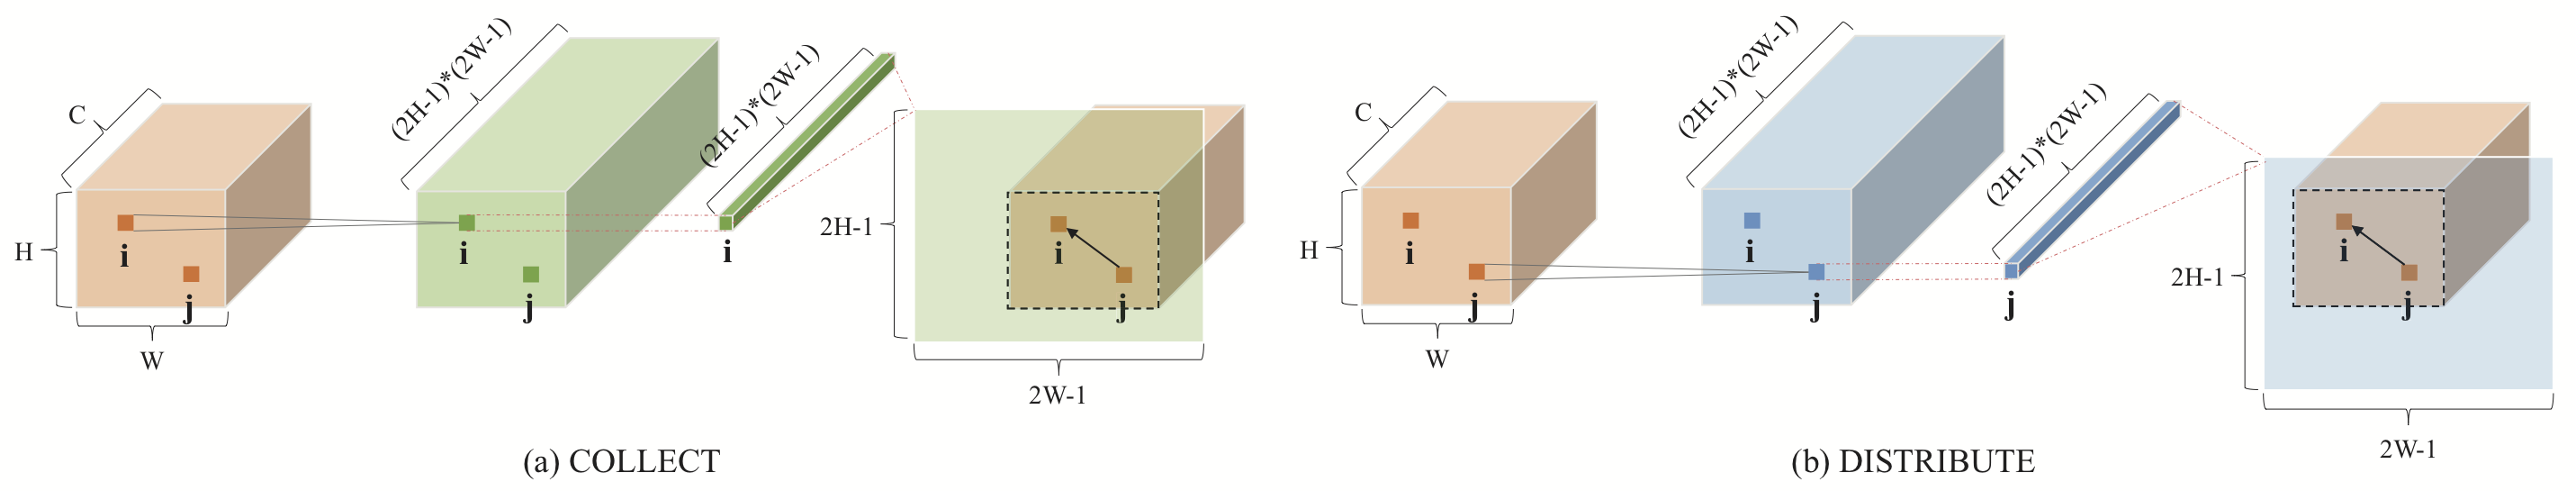 C
(2H-1)*(2W-1)
(2H-1)*(2W-1)
H
i
j
W
i
j
i
2H-1
i
j
2W-1
(a) COLLECT
C
(2H-1)*(2W-1)
(2H-1)*(2W-1)
H
i
j
W
i
j
j
2H-1
i
j
2W-1
(b) DISTRIBUTE